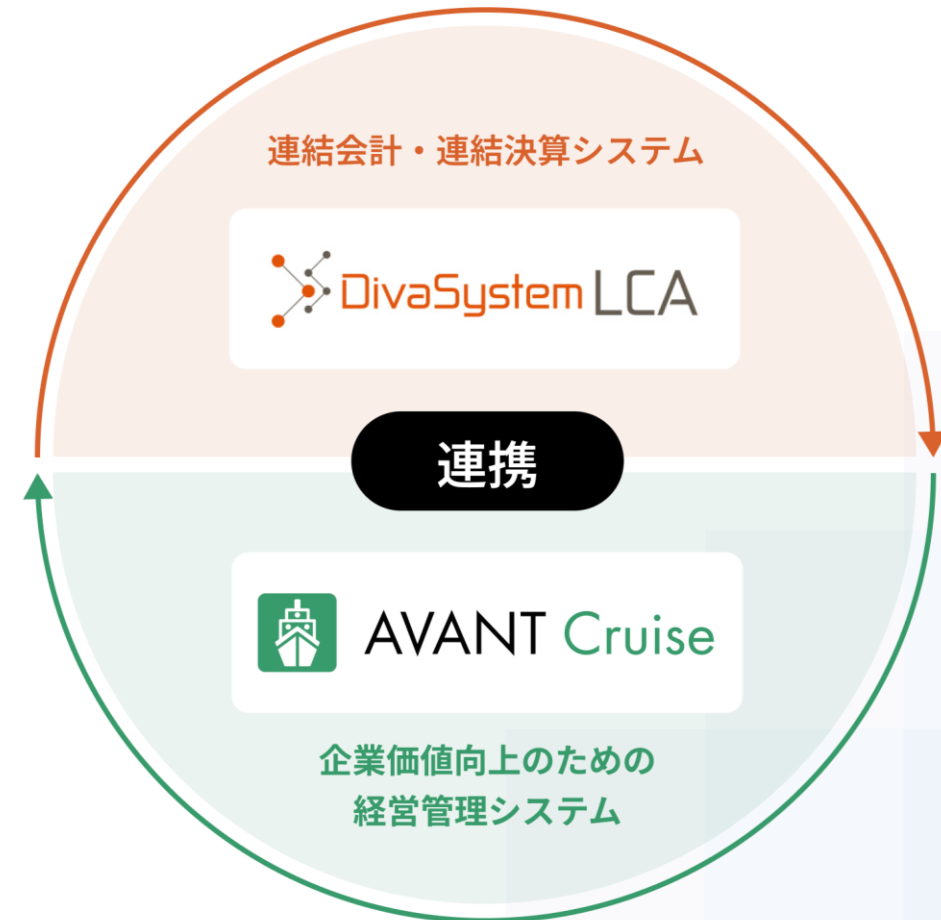 連結会計・連結決算システム
DivaSystem LCA
連携
AVANT Cruise
企業価値向上のための
経営管理システム